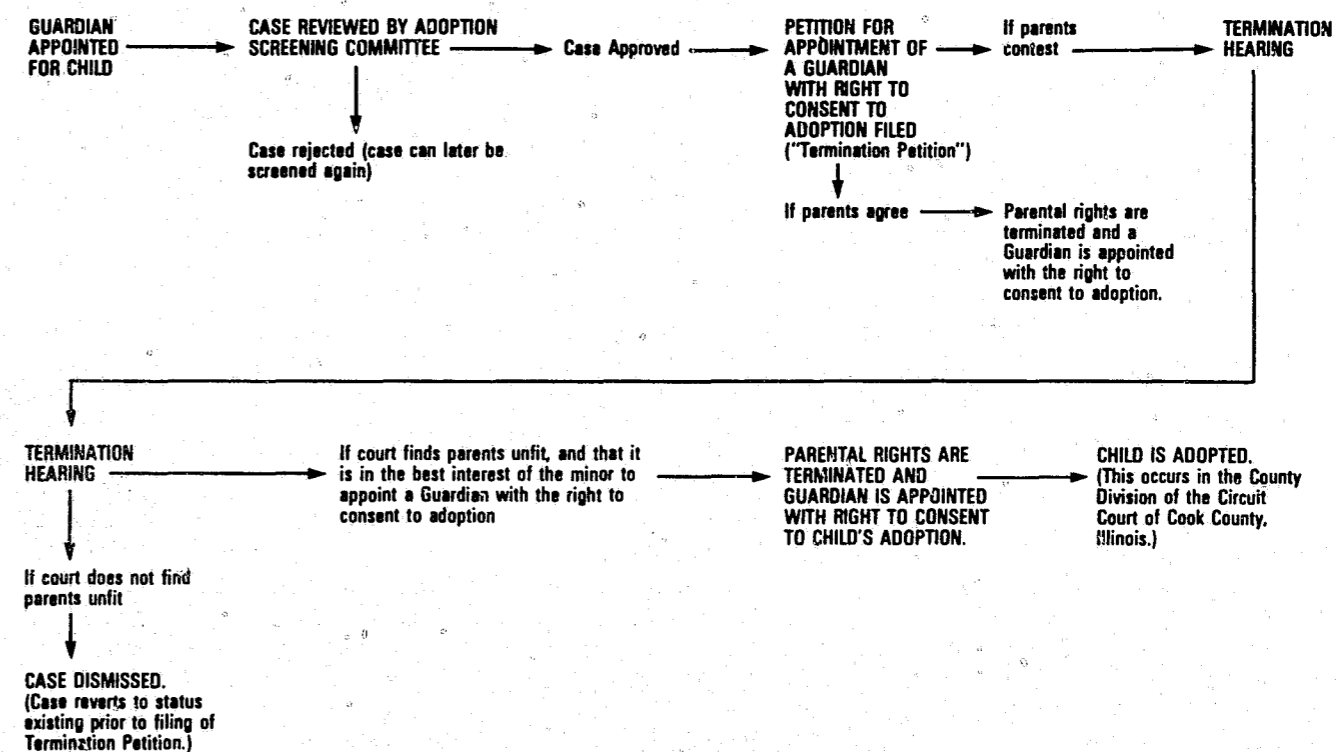 GUARDIAN
APPOINTED
FOR CHILD
CASE REVIEWED BY ADOPTION
SCREENING COMMITTEE
Case Approved
PETITION FOR
APPOINTMENT OF
A GUARDIAN
WITH RIGHT TO
CONSENT TO
ADOPTION FILED
("Termination Petition")
If parents
contest
TERMINATION
HEARING
Case rejected (case can later be
screened again)
If parents agree
Parental rights are
terminated and a
Guardian is appointed
with the right to
consent to adoption.
TERMINATION
HEARING
If court finds parents unfit, and that it
is in the best interest of the minor to
appoint a Guardian with the right to
consent to adoption
PARENTAL RIGHTS ARE
TERMINATED AND
GUARDIAN IS APPOINTED
WITH RIGHT TO CONSENT
TO CHILD'S ADOPTION.
CHILD IS ADOPTED.
(This occurs in the County
Division of the Circuit
Court of Cook County,
Illinois.)
If court does not find
parents unfit
CASE DISMISSED.
(Case reverts to status
existing prior to filing of
Termination Petition.)